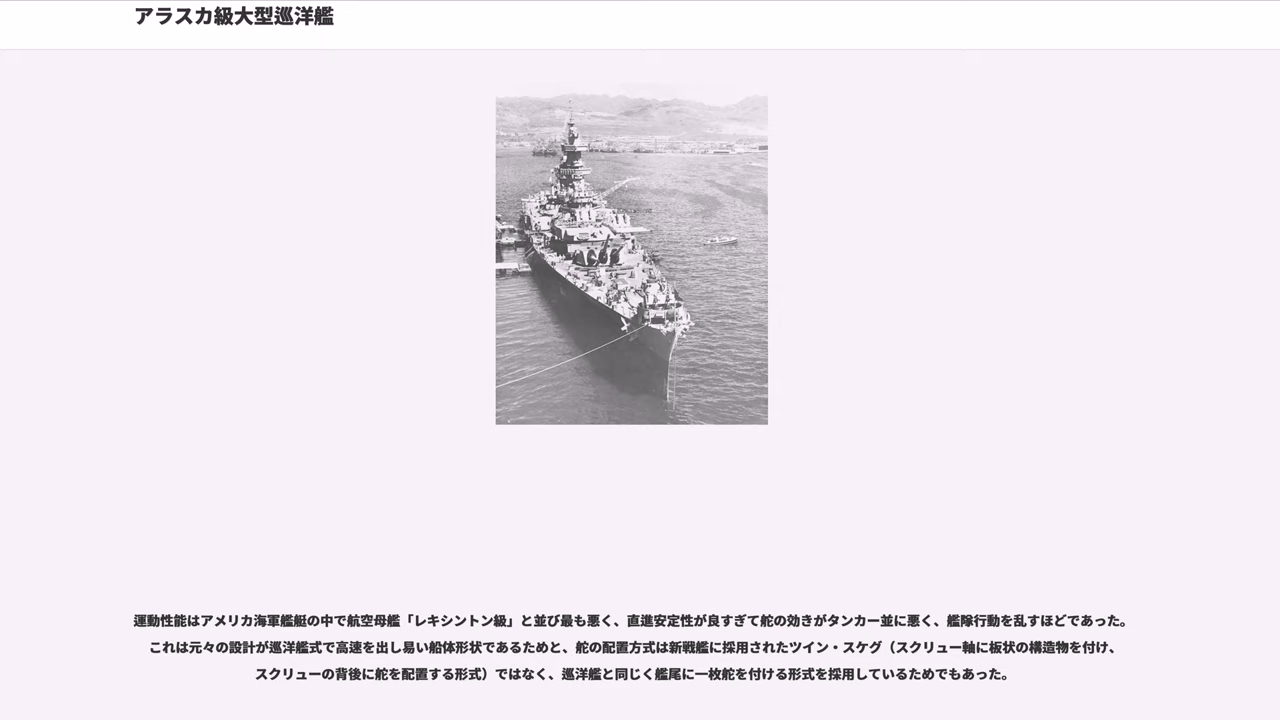 アラスカ級大型巡洋艦
運動性能はアメリカ海軍艦艇の中で航空母艦「レキシントン級」と並び最も悪く、直進安定性が良すぎて舵の効きがタンカー並に悪く、艦隊行動を乱すほどであった。
これは元々の設計が巡洋艦式で高速を出し易い船体形状であるためと、舵の配置方式は新戦艦に採用されたツイン・スケグ（スクリュー軸に板状の構造物を付け、
スクリューの背後に舵を配置する形式）ではなく、巡洋艦と同じく艦尾に一枚舵を付ける形式を採用しているためでもあった。